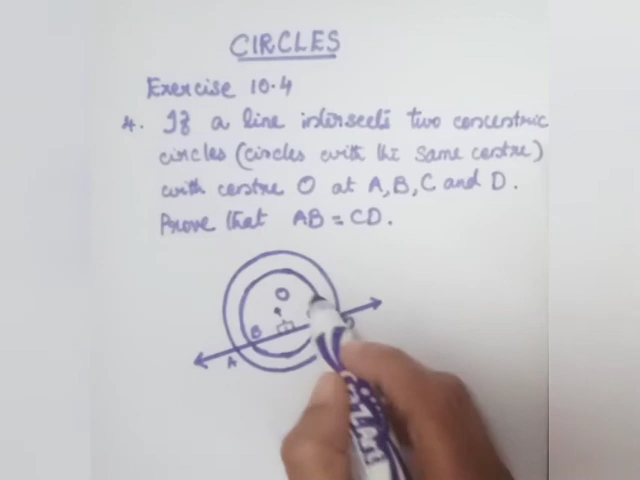 CIRCLES
Exercise 10.4
4. If a line intersects two concentric
circles (circles with the same centre)
with centre O at A, B, C and D.
Prove that AB = CD.
O
B
A